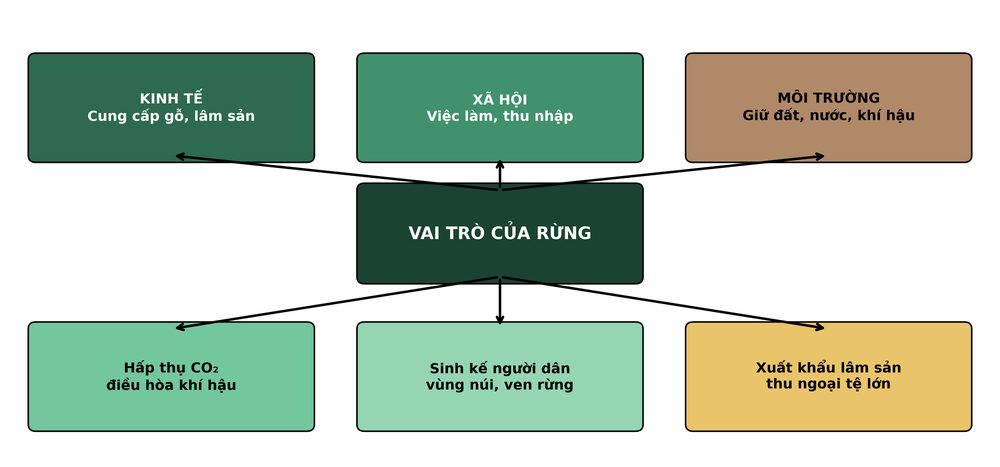 KINH TẾ
Cung cấp gỗ, lâm sản
XÃ HỘI
Việc làm, thu nhập
MÔI TRƯỜNG
Giữ đất, nước, khí hậu
VAI TRÒ CỦA RỪNG
Hấp thụ CO₂
điều hòa khí hậu
Sinh kế người dân
vùng núi, ven rừng
Xuất khẩu lâm sản
thu ngoại tệ lớn